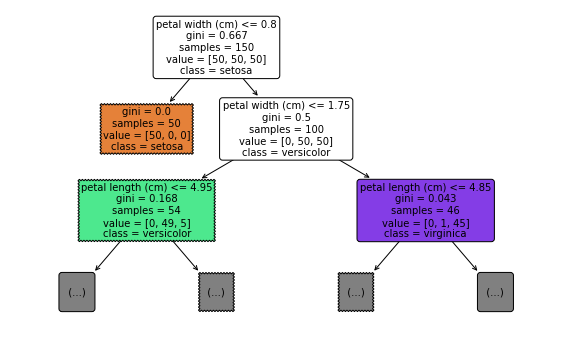 petal width (cm) <= 0.8
gini = 0.667
samples = 150
value = [50, 50, 50]
class = setosa
gini = 0.0
samples = 50
value = [50, 0, 0]
class = setosa
petal width (cm) <= 1.75
gini = 0.5
samples = 100
value = [0, 50, 50]
class = versicolor
petal length (cm) <= 4.95
gini = 0.168
samples = 54
value = [0, 49, 5]
class = versicolor
petal length (cm) <= 4.85
gini = 0.043
samples = 46
value = [0, 1, 45]
class = virginica
(...)
(...)
(...)
(...)